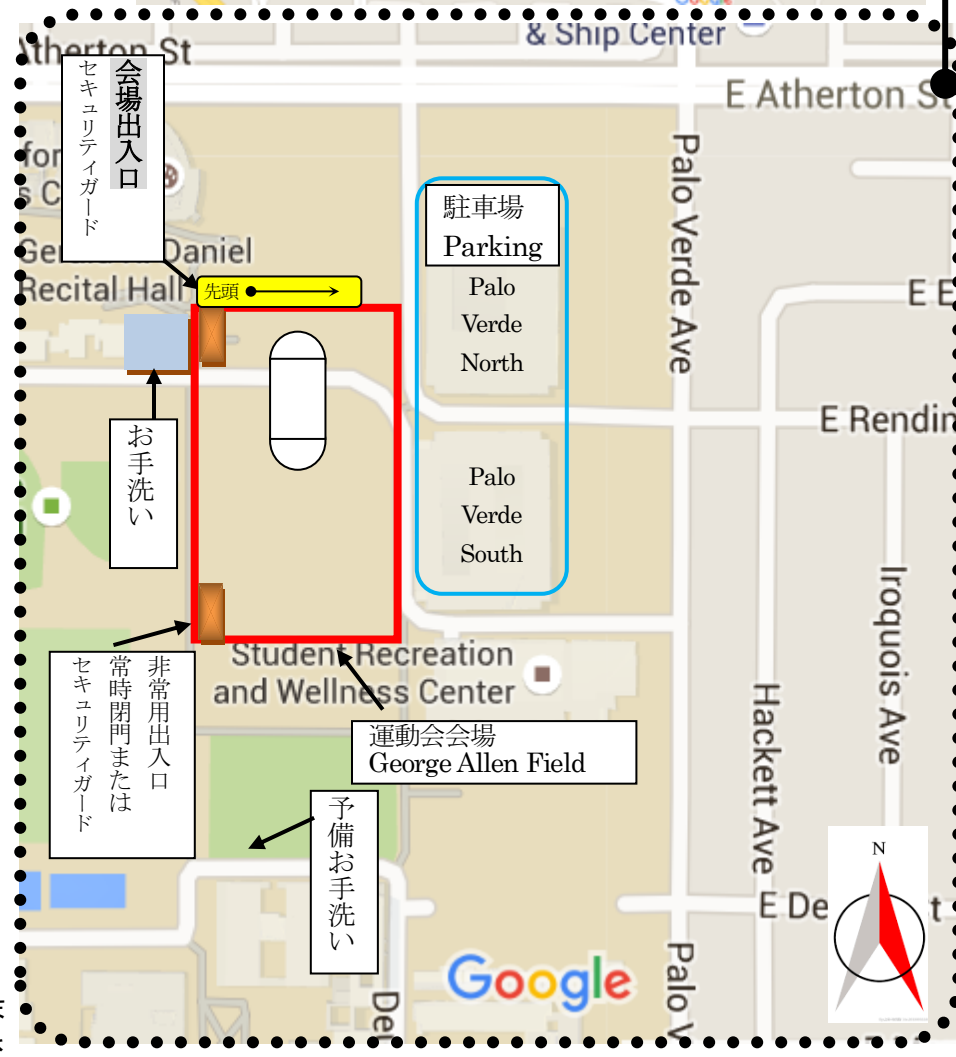 & Ship Center
Atherton St
E Atherton St
会場出入口
セキュリティガード
Palo Verde Ave
駐車場
Parking
Daniel
Recital Hall
先頭
Palo
Verde
North
お手洗い
Palo
Verde
South
Iroquois Ave
Student Recreation
and Wellness Center
非常用出入口
常時閉門または
セキュリティガード
Hackett Ave
運動会会場
George Allen Field
予備お手洗い
N
E De
Google
Palo V